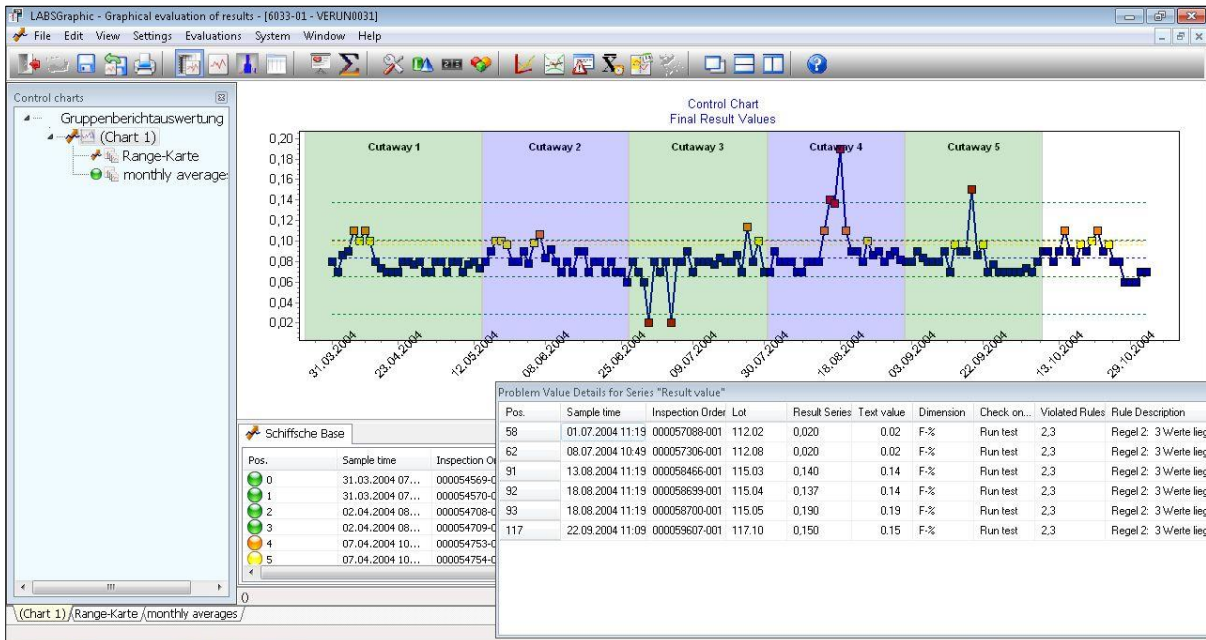 LABSGraphic - Graphical evaluation of results - [6033-01 - VERUN0031]
File Edit View Settings Evaluations System Window Help
Control charts
Gruppenberichtauswertung
(Chart 1)
Range-Karte
monthly averages
Control Chart
Final Result Values
Cutaway 1 Cutaway 2 Cutaway 3 Cutaway 4 Cutaway 5
0,20
0,18
0,16
0,14
0,12
0,10
0,08
0,06
0,04
0,02
31.03.2004 23.04.2004 12.05.2004 08.06.2004 25.06.2004 09.07.2004 30.07.2004 18.08.2004 03.09.2004 22.09.2004 13.10.2004 29.10.2004
Schiffsche Base
Pos. Sample time Inspection Or
0 31.03.2004 07... 000054569-0
1 31.03.2004 07... 000054570-0
2 02.04.2004 08... 000054708-0
3 02.04.2004 08... 000054709-0
4 07.04.2004 10... 000054753-0
5 07.04.2004 10... 000054754-0
Problem Value Details for Series "Result value"
Pos. Sample time Inspection Order Lot Result Series Text value Dimension Check on... Violated Rules Rule Description
58 01.07.2004 11:19 000057088-001 112.02 0,020 0.02 F-% Run test 2,3 Regel 2: 3 Werte lieg
62 08.07.2004 10:49 000057306-001 112.08 0,020 0.02 F-% Run test 2,3 Regel 2: 3 Werte lieg
91 13.08.2004 11:19 000058466-001 115.03 0,140 0.14 F-% Run test 2,3 Regel 2: 3 Werte lieg
92 18.08.2004 11:19 000058699-001 115.04 0,137 0.14 F-% Run test 2,3 Regel 2: 3 Werte lieg
93 18.08.2004 11:19 000058700-001 115.05 0,190 0.19 F-% Run test 2,3 Regel 2: 3 Werte lieg
117 22.09.2004 11:09 000059607-001 117.10 0,150 0.15 F-% Run test 2,3 Regel 2: 3 Werte lieg
()
(Chart 1) Range-Karte monthly averages